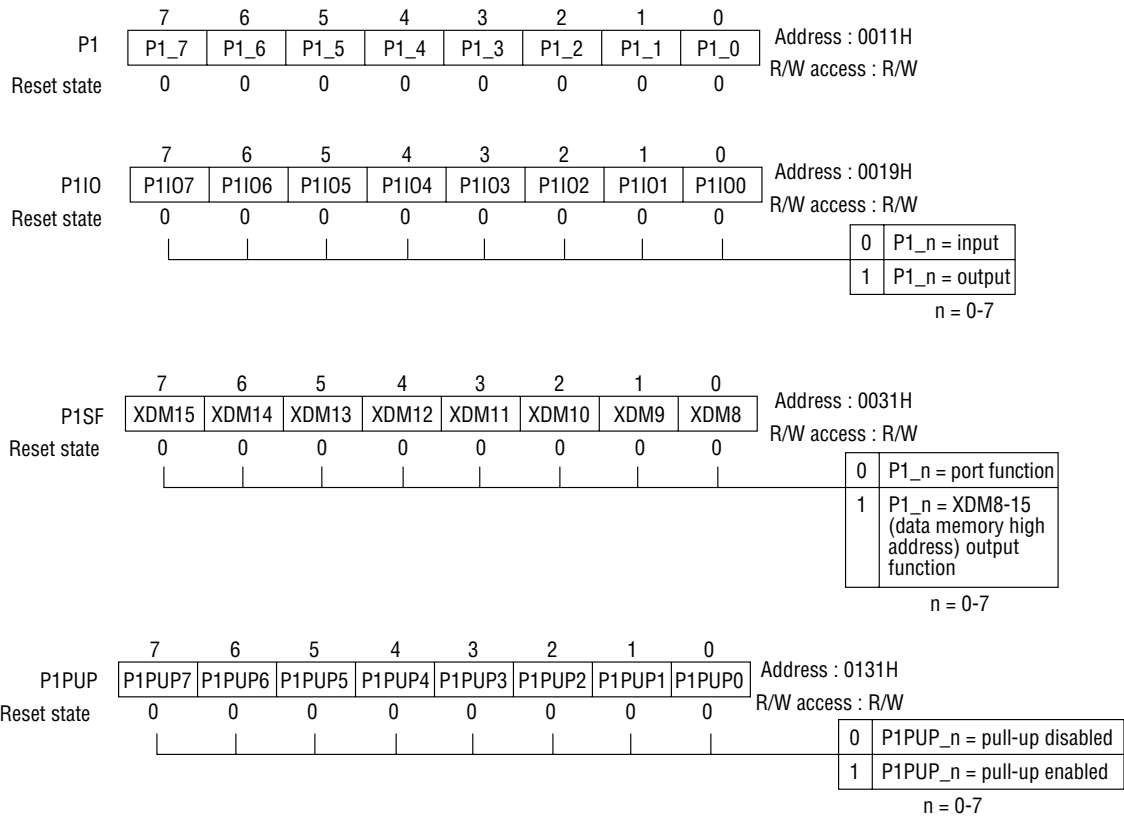 7 6 5 4 3 2 1 0
P1 P1_7 P1_6 P1_5 P1_4 P1_3 P1_2 P1_1 P1_0 Address : 0011H
R/W access : R/W
Reset state 0 0 0 0 0 0 0 0
7 6 5 4 3 2 1 0
P1IO P1IO7 P1IO6 P1IO5 P1IO4 P1IO3 P1IO2 P1IO1 P1IO0 Address : 0019H
R/W access : R/W
Reset state 0 0 0 0 0 0 0 0
0 P1_n = input
1 P1_n = output
n = 0-7
7 6 5 4 3 2 1 0
P1SF XDM15 XDM14 XDM13 XDM12 XDM11 XDM10 XDM9 XDM8 Address : 0031H
R/W access : R/W
Reset state 0 0 0 0 0 0 0 0
0 P1_n = port function
1 P1_n = XDM8-15
(data memory high
address) output
function
n = 0-7
7 6 5 4 3 2 1 0
P1PUP P1PUP7 P1PUP6 P1PUP5 P1PUP4 P1PUP3 P1PUP2 P1PUP1 P1PUP0 Address : 0131H
R/W access : R/W
Reset state 0 0 0 0 0 0 0 0
0 P1PUP_n = pull-up disabled
1 P1PUP_n = pull-up enabled
n = 0-7